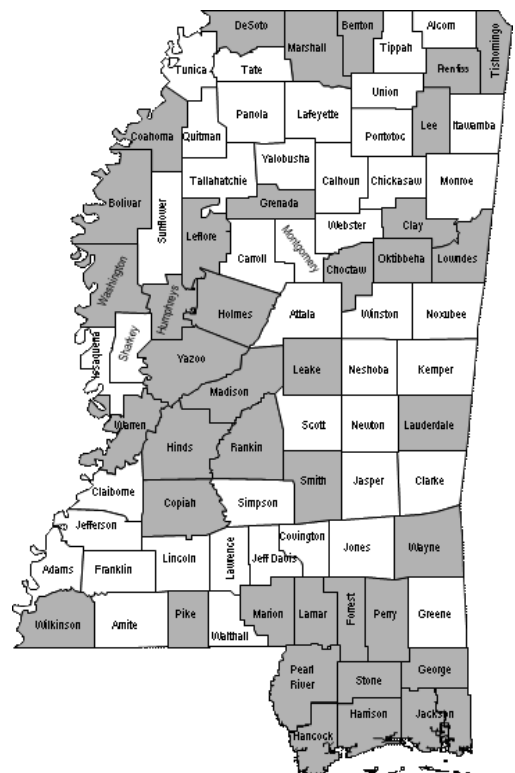 DeSoto
Benton
Alcorn
Marshall
Tippah
Tishomingo
Tunica
Tate
Renfiss
Union
Panola
Lafeyette
Lee
Itawamba
Coahoma
Quitman
Pontotoc
Yalobusha
Tallahatchie
Calhoun
Chickasaw
Monroe
Bolivar
Sunflower
Grenada
Leflore
Webster
Clay
Montgomery
Carroll
Oktibbeha
Lowndes
Choctaw
Washington
Humphreys
Holmes
Attala
Winston
Noxubee
Issaquena
Sharkey
Yazoo
Leake
Neshoba
Kemper
Madison
Warren
Scott
Newton
Lauderdale
Hinds
Rankin
Smith
Jasper
Clarke
Claiborne
Copiah
Simpson
Jefferson
Covington
Lincoln
Lawrence
Jeff Davis
Jones
Wayne
Adams
Franklin
Wilkinson
Amite
Pike
Walthall
Marion
Lamar
Forrest
Perry
Greene
Pearl
River
George
Stone
Hancock
Harrison
Jackson